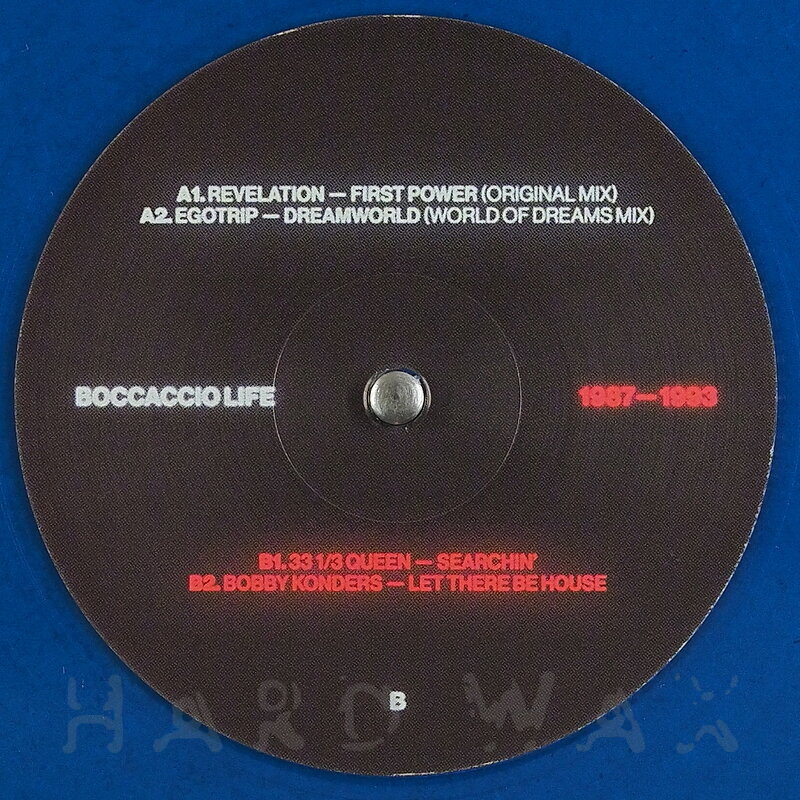 A1. REVELATION — FIRST POWER (ORIGINAL MIX)
A2. EGOTRIP — DREAMWORLD (WORLD OF DREAMS MIX)
BOCCACCIO LIFE 1987—1993
B1. 33 1/3 QUEEN — SEARCHIN'
B2. BOBBY KONDERS — LET THERE BE HOUSE
B
HARD WAX